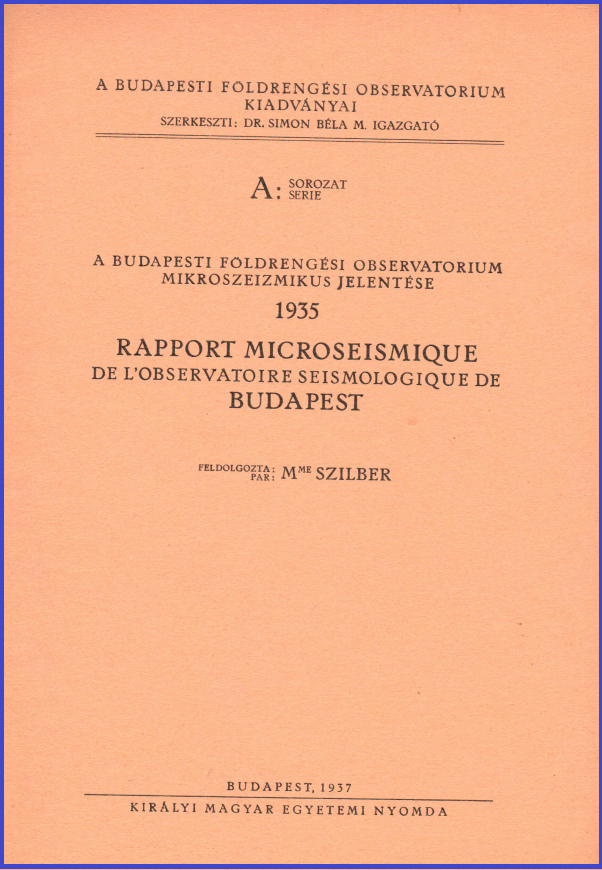 A BUDAPESTI FÖLDRENGÉSI OBSERVATORIUM
KIADVÁNYAI
SZERKESZTI: DR. SIMON BÉLA M. IGAZGATÓ
A: SOROZAT
SERIE
A BUDAPESTI FÖLDRENGÉSI OBSERVATORIUM
MIKROSZEIZMIKUS JELENTÉSE
1935
RAPPORT MICROSEISMIQUE
DE L'OBSERVATOIRE SEISMOLOGIQUE DE
BUDAPEST
FELDOLGOZTA:
PAR: Mᴹᴱ SZILBER
BUDAPEST, 1937
KIRÁLYI MAGYAR EGYETEMI NYOMDA